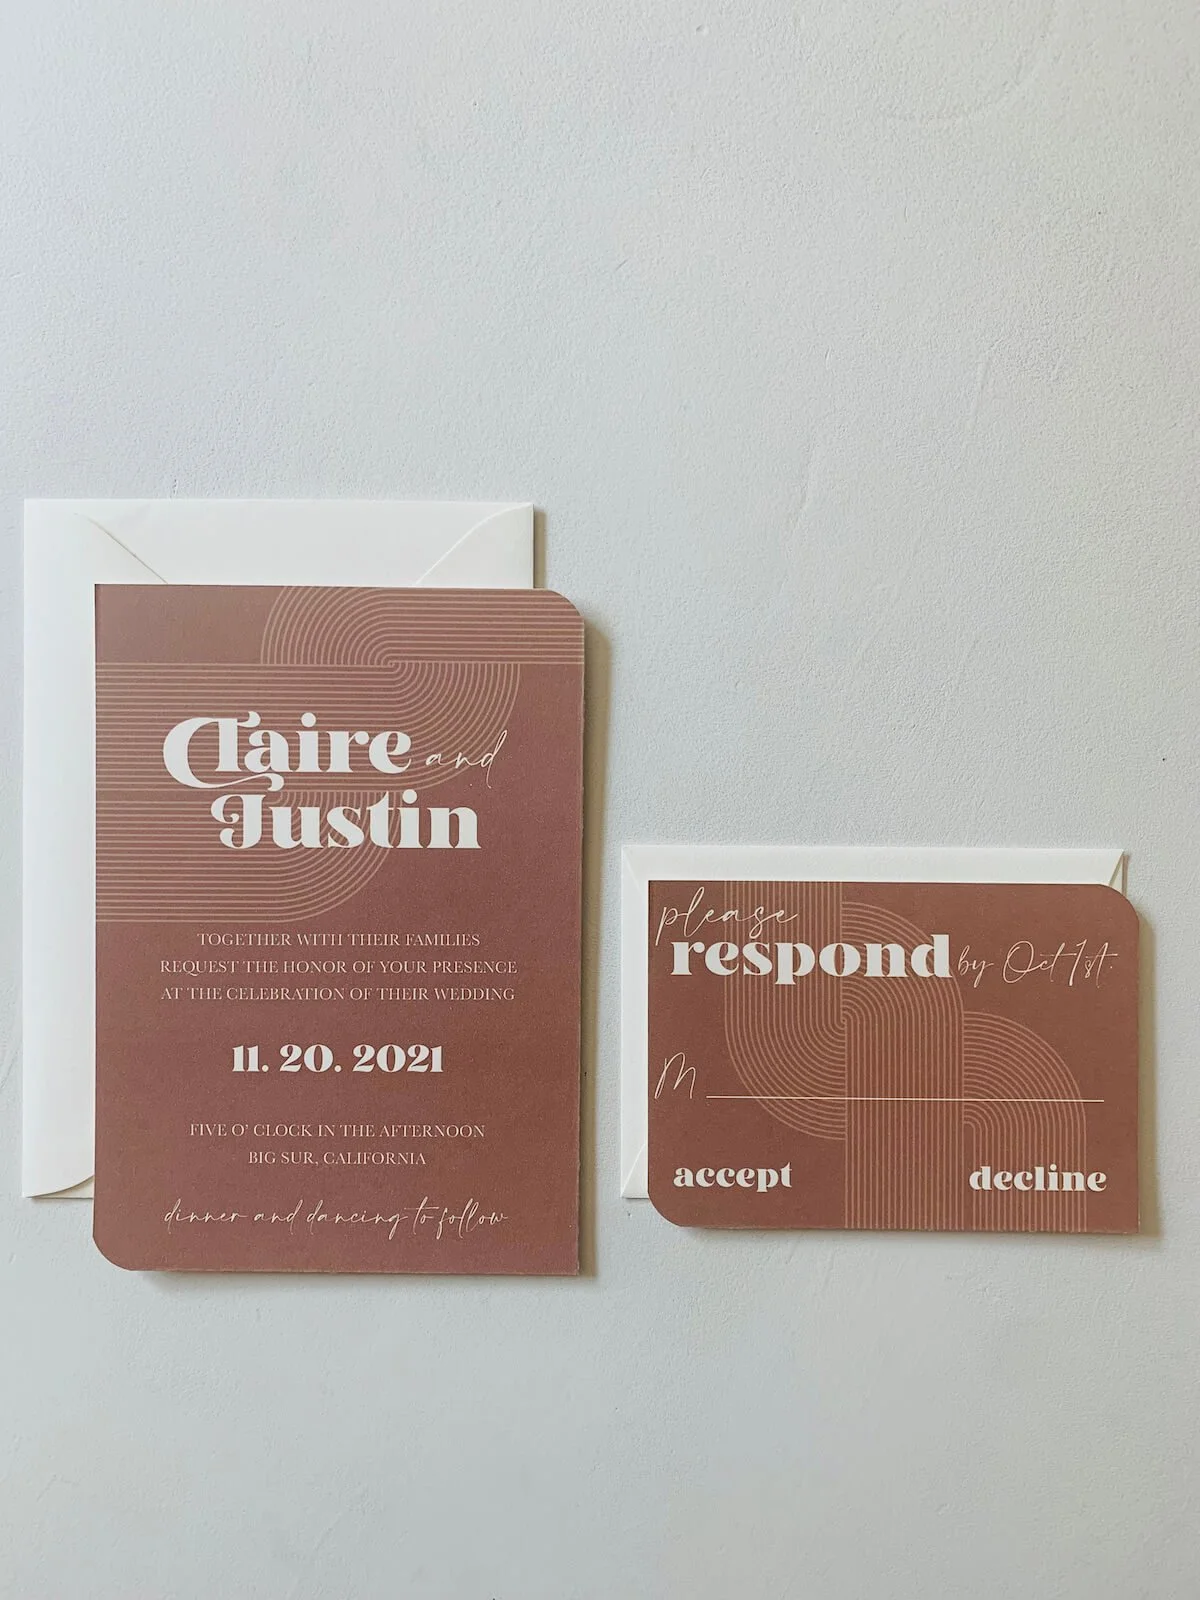 Claire and
Justin
TOGETHER WITH THEIR FAMILIES
REQUEST THE HONOR OF YOUR PRESENCE
AT THE CELEBRATION OF THEIR WEDDING
11. 20. 2021
FIVE O' CLOCK IN THE AFTERNOON
BIG SUR, CALIFORNIA
dinner and dancing to follow
please
respond by Oct 1st.
M
accept decline